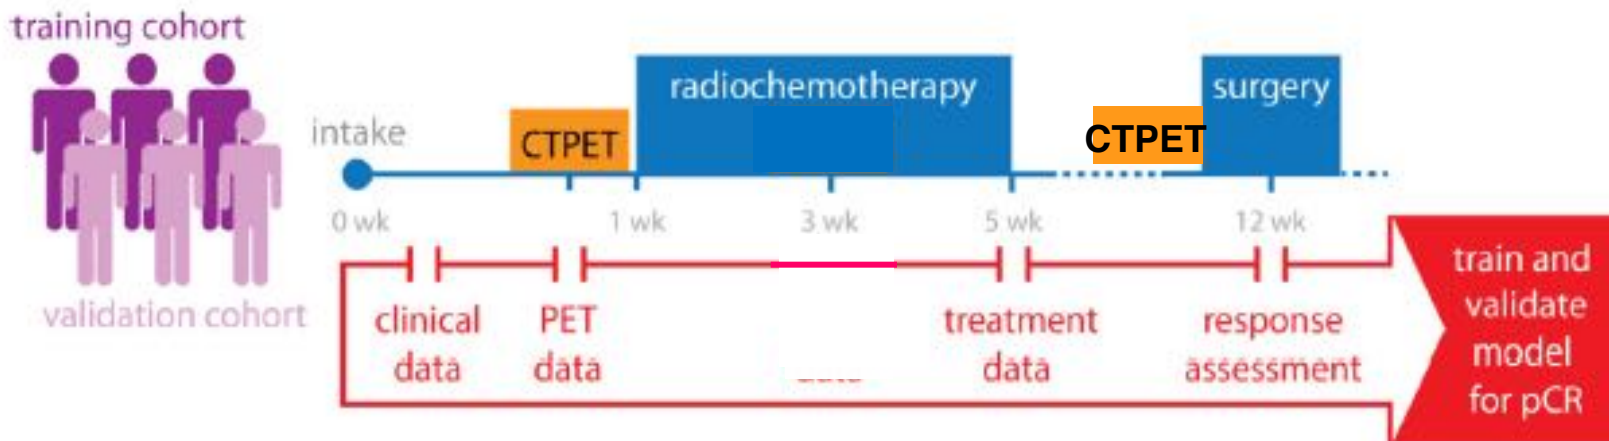 training cohort
validation cohort
intake
CTPET
radiochemotherapy
CTPET
surgery
0 wk
1 wk
3 wk
5 wk
12 wk
clinical
data
PET
data
treatment
data
response
assessment
train and
validate
model
for pCR